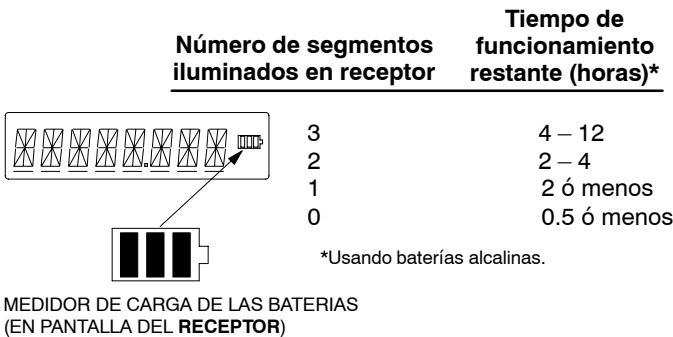 Número de segmentos
iluminados en receptor
Tiempo de
funcionamiento
restante (horas)*
3 4 – 12
2 2 – 4
1 2 ó menos
0 0.5 ó menos
*Usando baterías alcalinas.
MEDIDOR DE CARGA DE LAS BATERIAS
(EN PANTALLA DEL RECEPTOR)